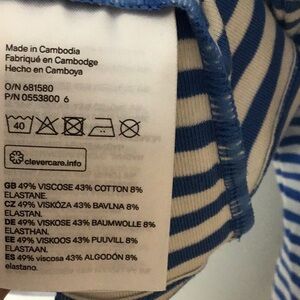 Made in Cambodia
Fabriqué en Cambodge
Hecho en Camboya
O/N 681580
P/N 0553800 6
40
clevercare.info
GB 49% VISCOSE 43% COTTON 8%
ELASTANE.
CZ 49% VISKÓZA 43% BAVLNA 8%
ELASTAN.
DE 49% VISKOSE 43% BAUMWOLLE 8%
ELASTHAN.
EE 49% VISKOOS 43% PUUVILL 8%
ELASTAAN.
ES 49% viscosa 43% ALGODÓN 8%
elastano.